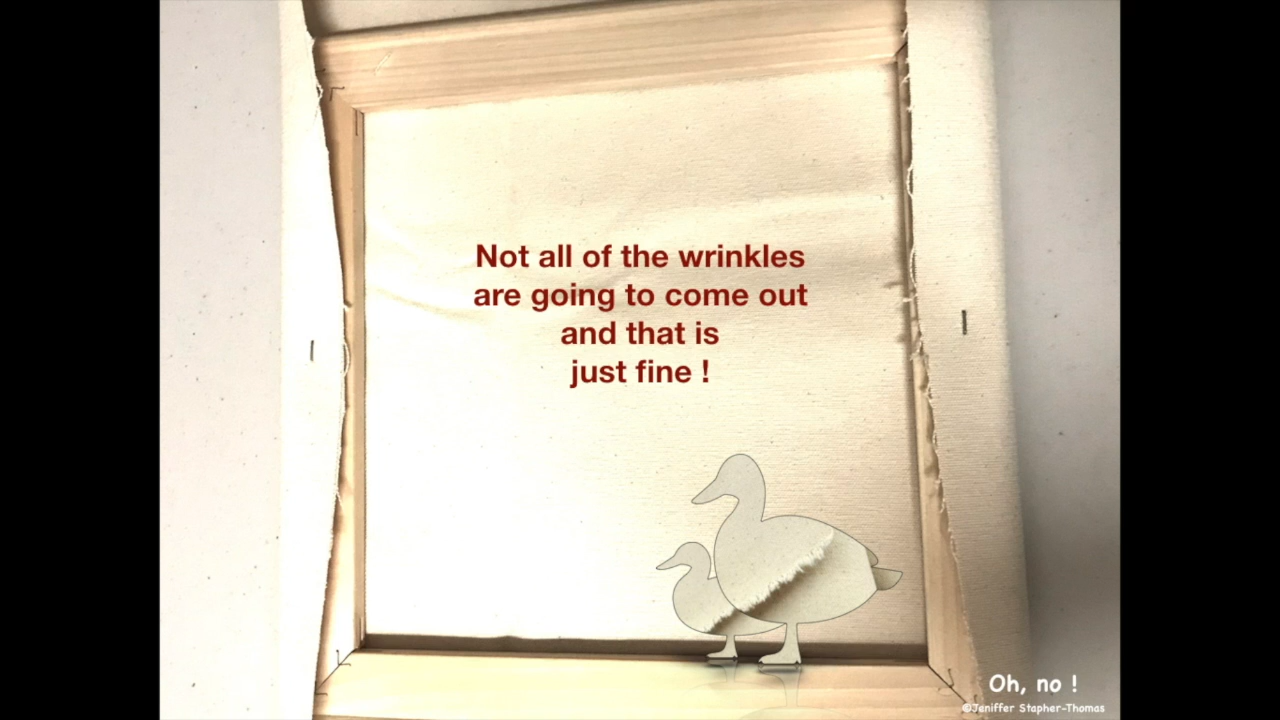 Not all of the wrinkles
are going to come out
and that is
just fine !
Oh, no !
©Jeniffer Stapher-Thomas